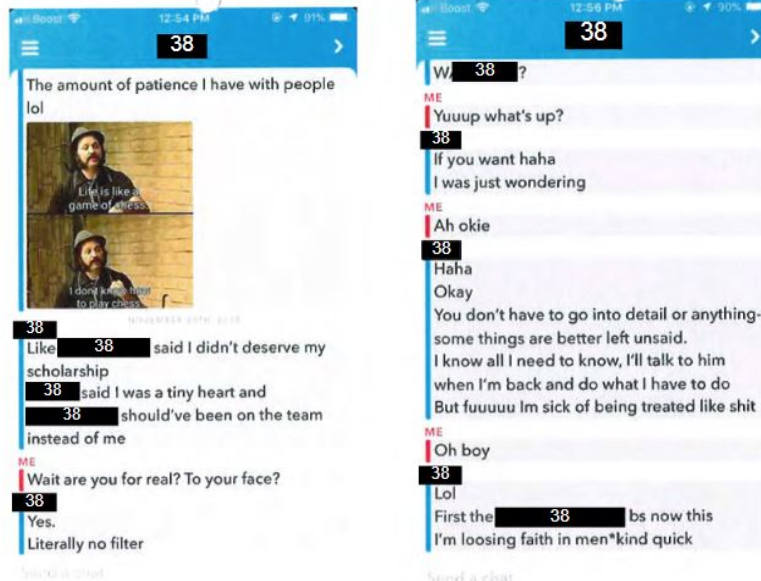 Boost 12:54 PM 91%
38
The amount of patience I have with people
lol
Life is like a
game of chess.
I don't know how
to play chess.
38
Like 38 said I didn't deserve my
scholarship
38 said I was a tiny heart and
38 should've been on the team
instead of me
ME
Wait are you for real? To your face?
38
Yes.
Literally no filter
Send a chat
Boost 12:56 PM 90%
38
38 ?
ME
Yuuup what's up?
38
If you want haha
I was just wondering
ME
Ah okie
38
Haha
Okay
You don't have to go into detail or anything-
some things are better left unsaid.
I know all I need to know, I'll talk to him
when I'm back and do what I have to do
But fuuuuu Im sick of being treated like shit
ME
Oh boy
38
Lol
First the 38 bs now this
I'm loosing faith in men*kind quick
Send a chat